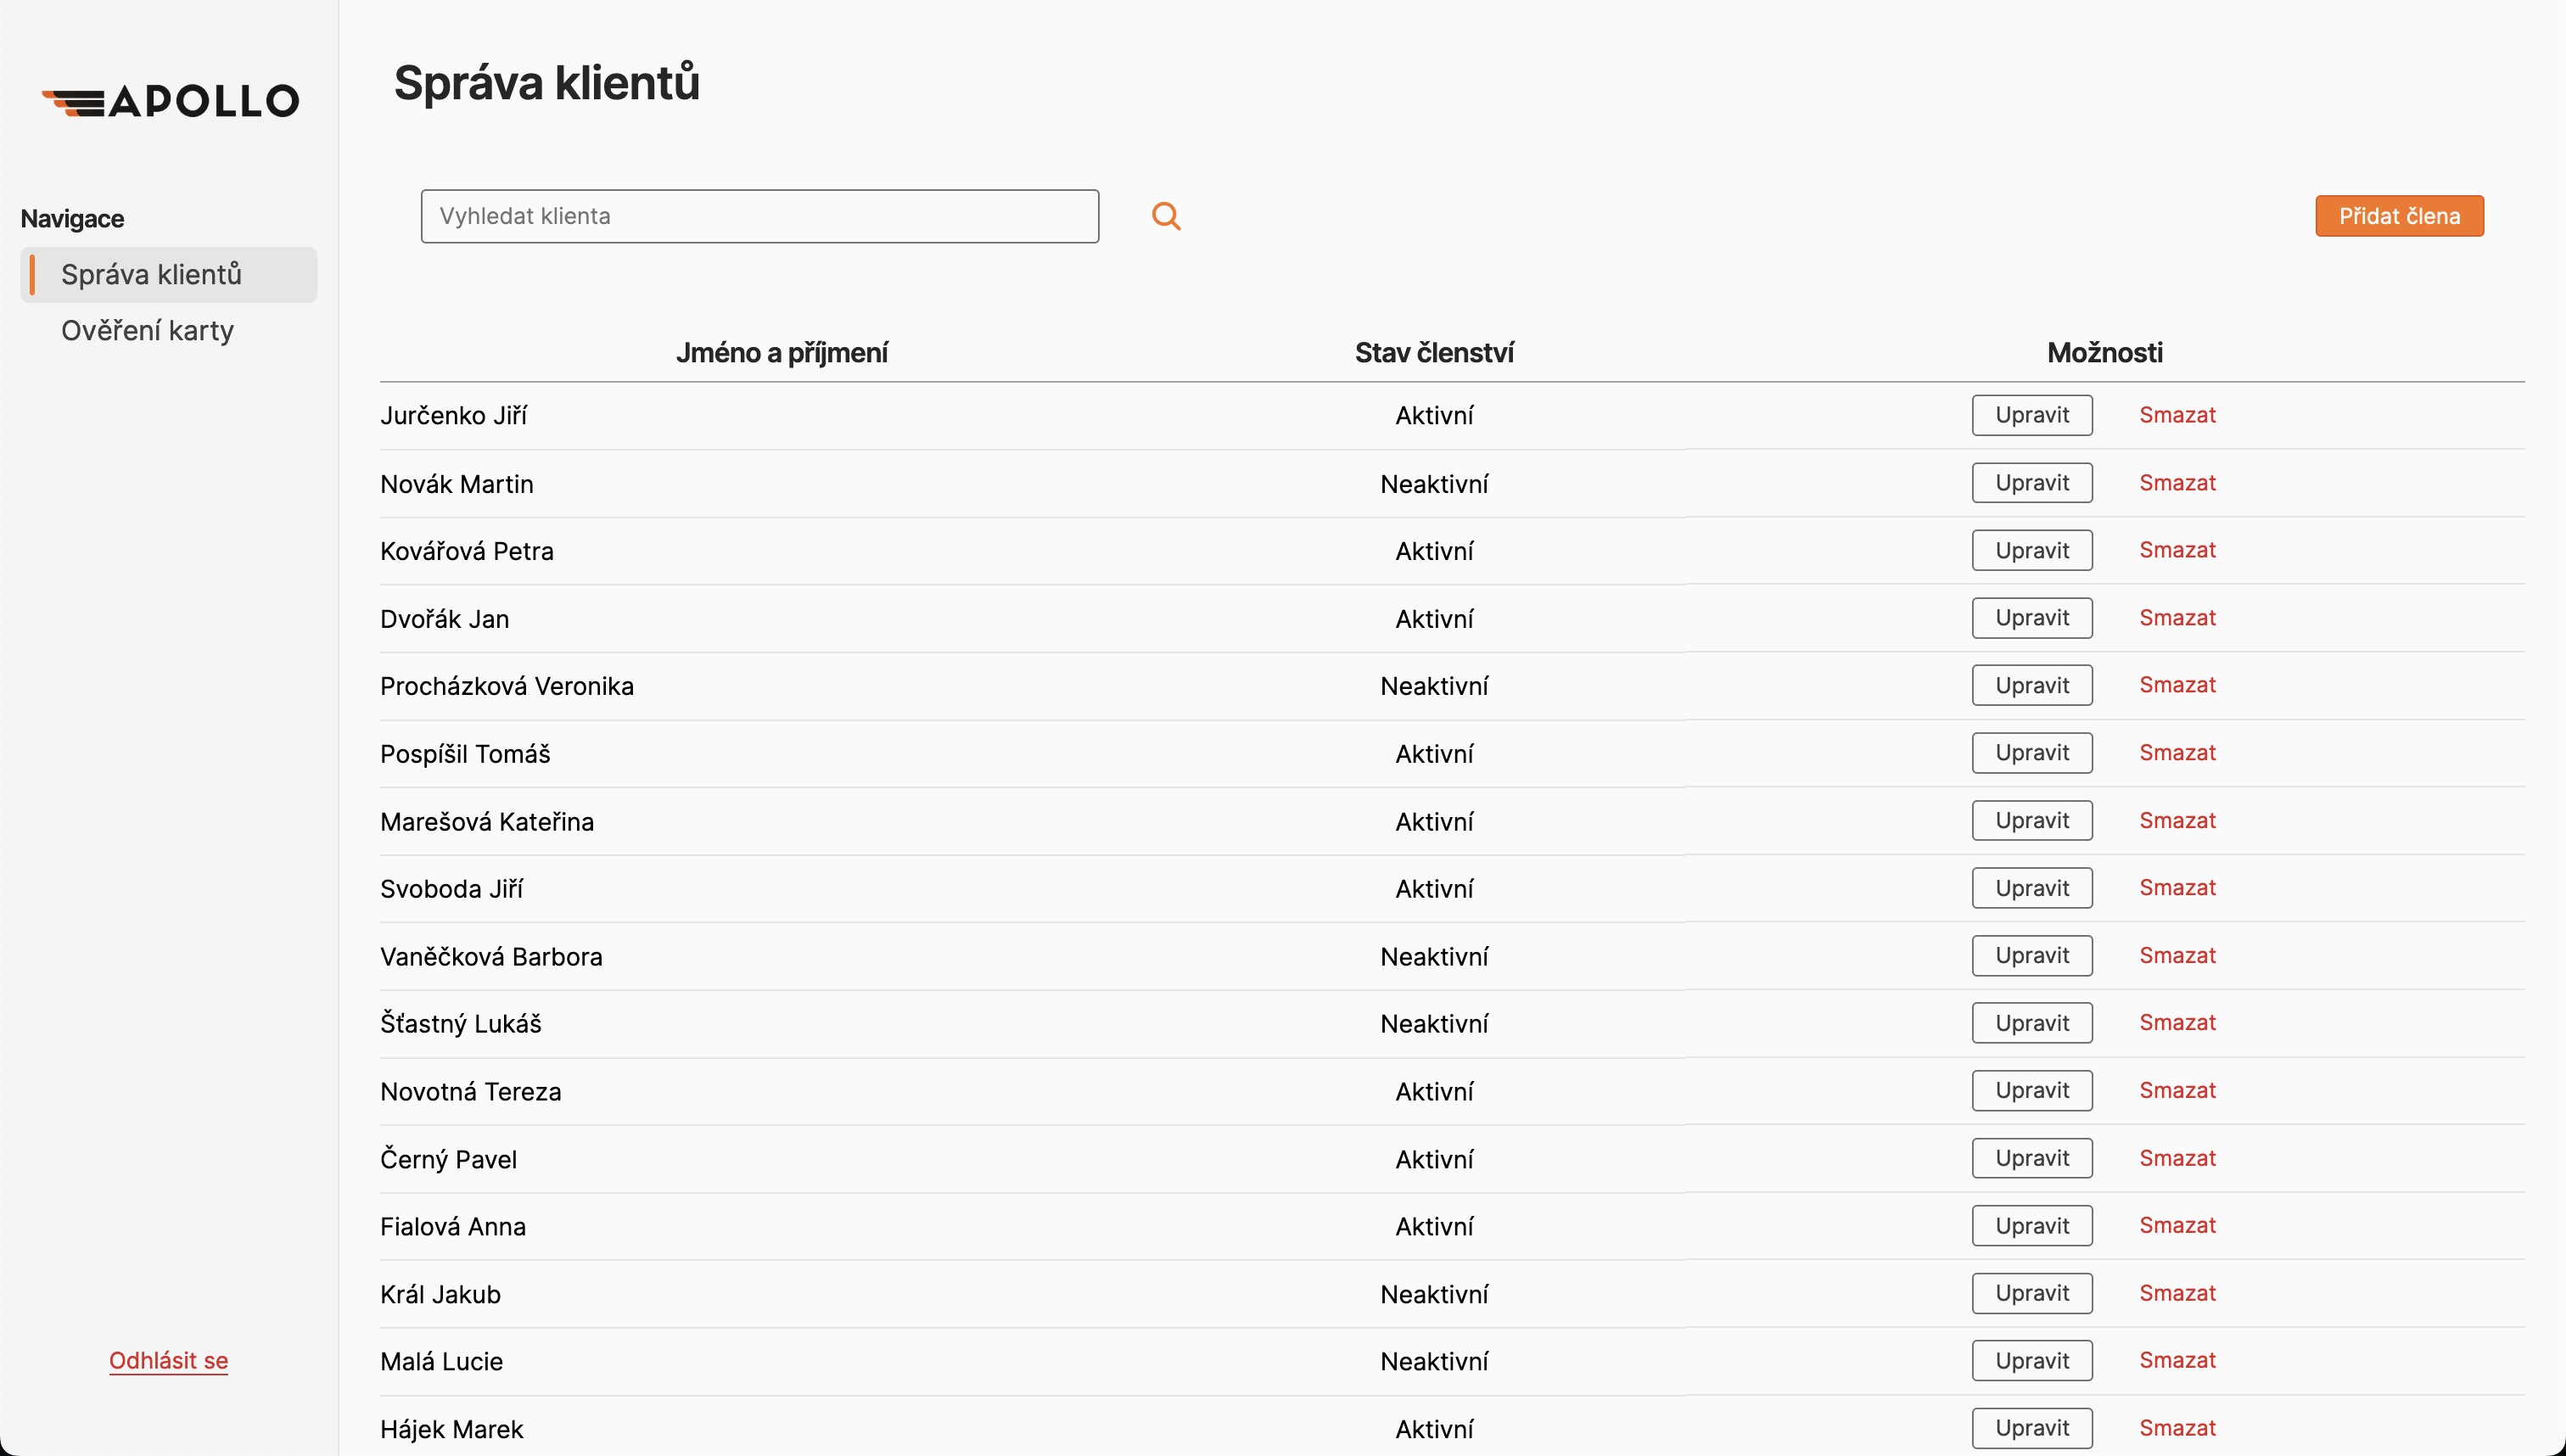 APOLLO
Navigace
Správa klientů
Ověření karty
Odhlásit se
Správa klientů
Vyhledat klienta
Přidat člena
Jméno a příjmení Stav členství Možnosti
Jurčenko Jiří Aktivní Upravit Smazat
Novák Martin Neaktivní Upravit Smazat
Kovářová Petra Aktivní Upravit Smazat
Dvořák Jan Aktivní Upravit Smazat
Procházková Veronika Neaktivní Upravit Smazat
Pospíšil Tomáš Aktivní Upravit Smazat
Marešová Kateřina Aktivní Upravit Smazat
Svoboda Jiří Aktivní Upravit Smazat
Vaněčková Barbora Neaktivní Upravit Smazat
Šťastný Lukáš Neaktivní Upravit Smazat
Novotná Tereza Aktivní Upravit Smazat
Černý Pavel Aktivní Upravit Smazat
Fialová Anna Aktivní Upravit Smazat
Král Jakub Neaktivní Upravit Smazat
Malá Lucie Neaktivní Upravit Smazat
Hájek Marek Aktivní Upravit Smazat